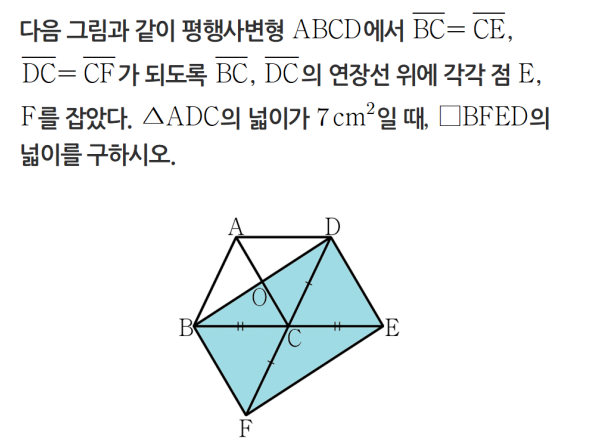 다음 그림과 같이 평행사변형 ABCD에서 $\overline{BC}=\overline{CE}$,
$\overline{DC}=\overline{CF}$가 되도록 $\overline{BC}$, $\overline{DC}$의 연장선 위에 각각 점 E,
F를 잡았다. △ADC의 넓이가 7cm²일 때, □BFED의
넓이를 구하시오.
A D
O
B C E
F